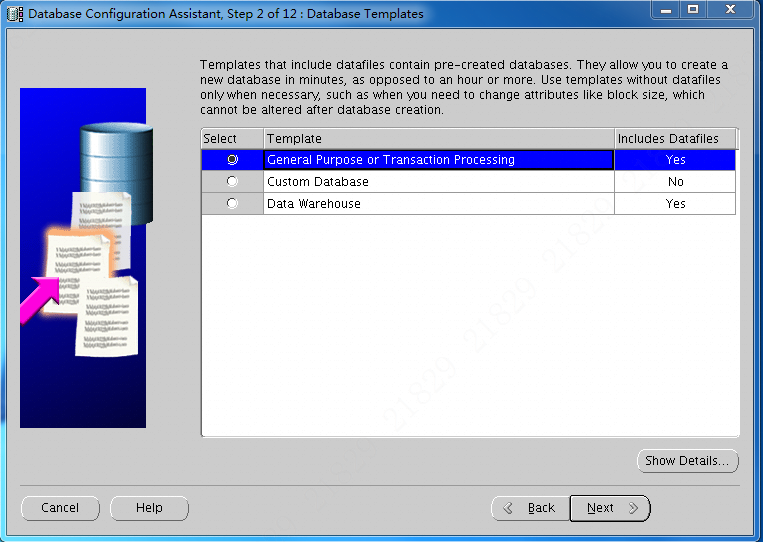 Database Configuration Assistant, Step 2 of 12 : Database Templates
Templates that include datafiles contain pre-created databases. They allow you to create a
new database in minutes, as opposed to an hour or more. Use templates without datafiles
only when necessary, such as when you need to change attributes like block size, which
cannot be altered after database creation.
Select Template Includes Datafiles
General Purpose or Transaction Processing Yes
Custom Database No
Data Warehouse Yes
21829 21829 21829
Show Details...
Cancel Help Back Next